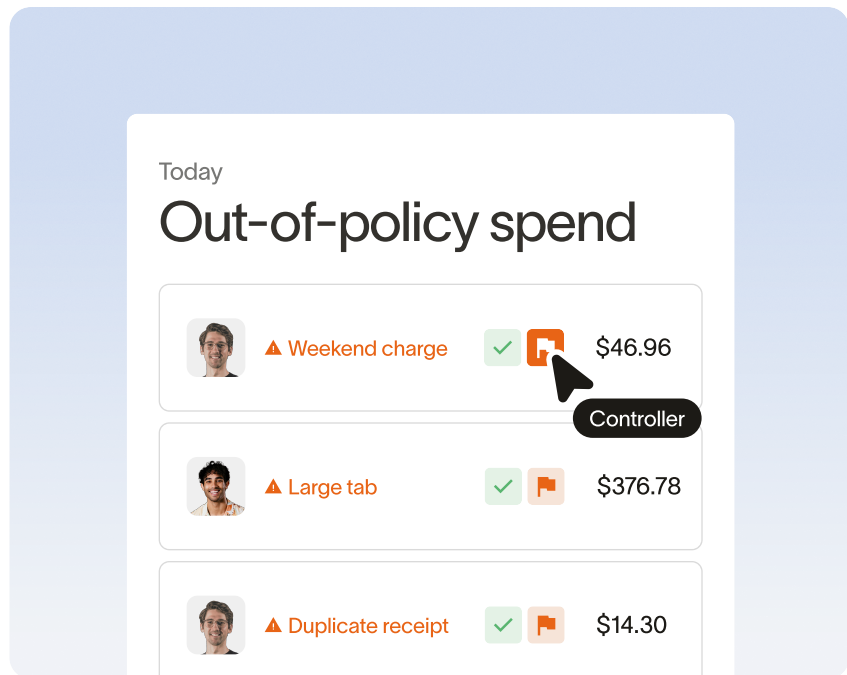 Today
Out-of-policy spend
Weekend charge $46.96
Controller
Large tab $376.78
Duplicate receipt $14.30